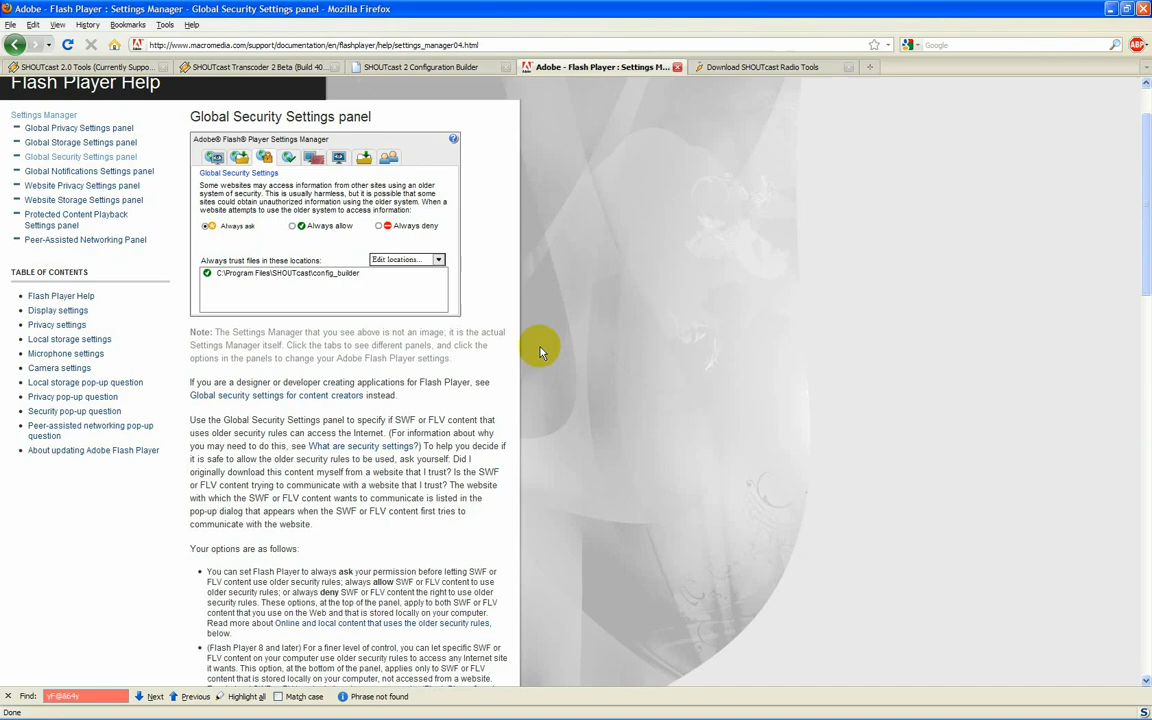 Adobe - Flash Player : Settings Manager - Global Security Settings panel - Mozilla Firefox
File Edit View History Bookmarks Tools Help
http://www.macromedia.com/support/documentation/en/flashplayer/help/settings_manager04.html
Google
ABP
SHOUTcast 2.0 Tools (Currently Suppo...
SHOUTcast Transcoder 2 Beta (Build 40...
SHOUTcast 2 Configuration Builder
Adobe - Flash Player : Settings M...
Download SHOUTcast Radio Tools
Flash Player Help
Settings Manager
Global Privacy Settings panel
Global Storage Settings panel
Global Security Settings panel
Global Notifications Settings panel
Website Privacy Settings panel
Website Storage Settings panel
Protected Content Playback
Settings panel
Peer-Assisted Networking Panel
TABLE OF CONTENTS
Flash Player Help
Display settings
Privacy settings
Local storage settings
Microphone settings
Camera settings
Local storage pop-up question
Privacy pop-up question
Security pop-up question
Peer-assisted networking pop-up
question
About updating Adobe Flash Player
Global Security Settings panel
Adobe® Flash® Player Settings Manager
Global Security Settings
Some websites may access information from other sites using an older
system of security. This is usually harmless, but it is possible that some
sites could obtain unauthorized information using the older system. When a
website attempts to use the older system to access information:
Always ask Always allow Always deny
Always trust files in these locations: Edit locations...
C:\Program Files\SHOUTcast\config_builder
Note: The Settings Manager that you see above is not an image; it is the actual
Settings Manager itself. Click the tabs to see different panels, and click the
options in the panels to change your Adobe Flash Player settings.
If you are a designer or developer creating applications for Flash Player, see
Global security settings for content creators instead.
Use the Global Security Settings panel to specify if SWF or FLV content that
uses older security rules can access the Internet. (For information about why
you may need to do this, see What are security settings?) To help you decide if
it is safe to allow the older security rules to be used, ask yourself: Did I
originally download this content myself from a website that I trust? Is the SWF
or FLV content trying to communicate with a website that I trust? The website
with which the SWF or FLV content wants to communicate is listed in the
pop-up dialog that appears when the SWF or FLV content first tries to
communicate with the website.
Your options are as follows:
You can set Flash Player to always ask your permission before letting SWF or
FLV content use older security rules; always allow SWF or FLV content to use
older security rules; or always deny SWF or FLV content the right to use older
security rules. These options, at the top of the panel, apply to both SWF or FLV
content that you use on the Web and that is stored locally on your computer.
Read more about Online and local content that uses the older security rules,
below.
(Flash Player 8 and later) For a finer level of control, you can let specific SWF or
FLV content on your computer use older security rules to access any Internet site
it wants. This option, at the bottom of the panel, applies only to SWF or FLV
content that is stored locally on your computer, not accessed from a website.
Find: yF@864y Next Previous Highlight all Match case Phrase not found
Done